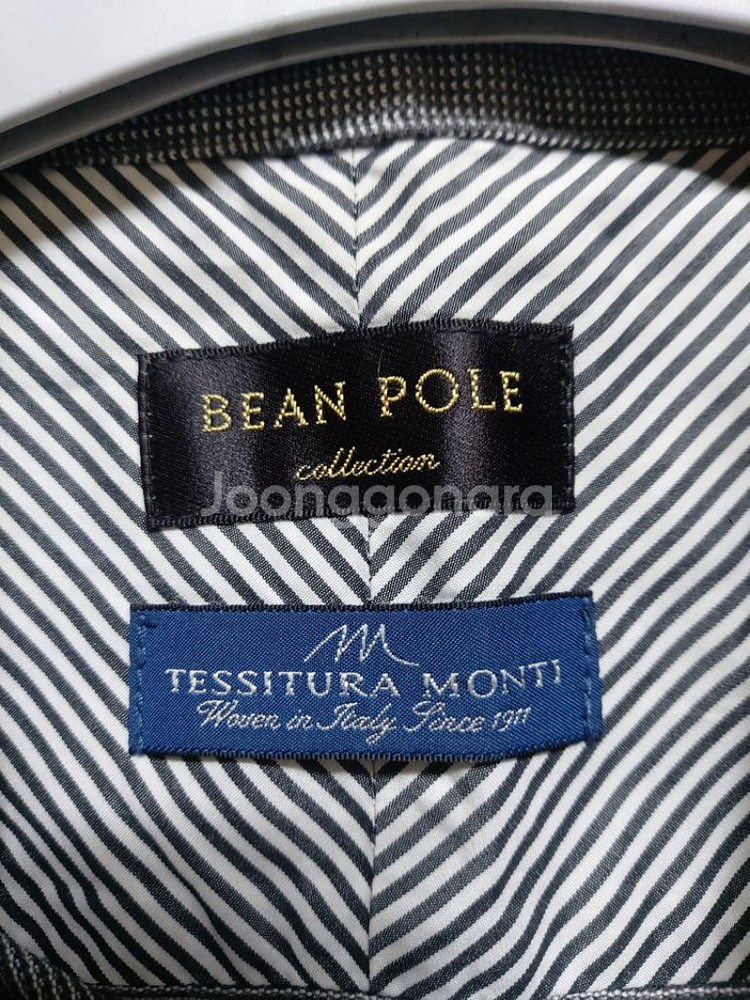 BEAN POLE
collection
Joonggonara
TESSITURA MONTI
Woven in Italy Since 1911